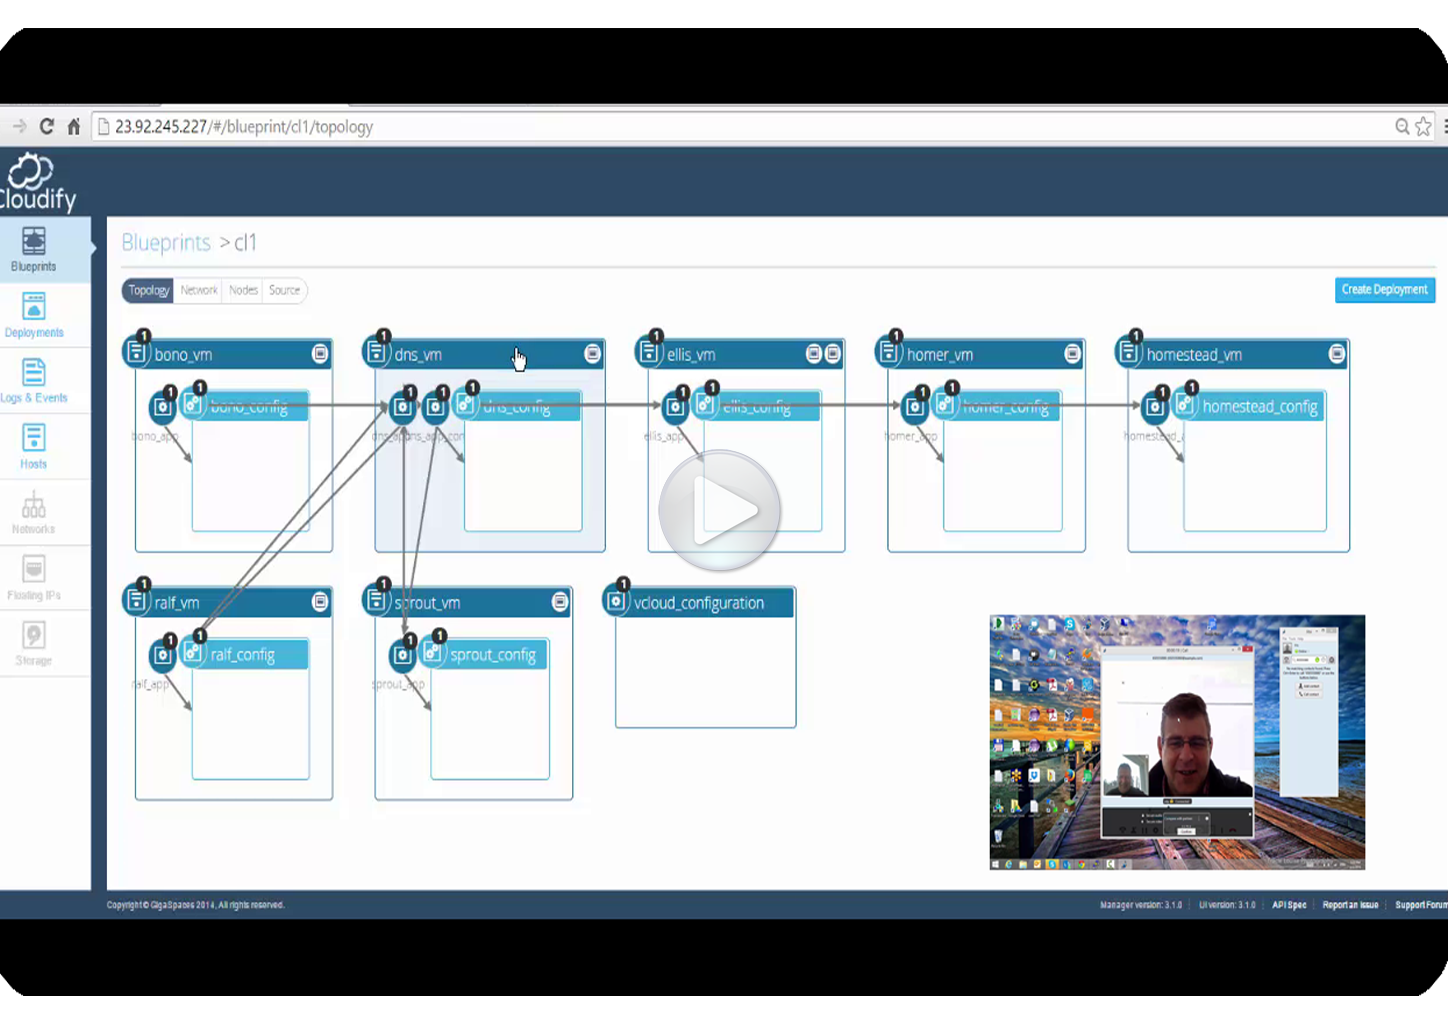 23.92.245.227/#/blueprint/cl1/topology
Cloudify
Blueprints > cl1
Topology Network Nodes Source
Create Deployment
Blueprints
Deployments
Logs & Events
Hosts
Networks
Floating IPs
Storage
1 bono_vm
1 dns_vm
1 ellis_vm
1 homer_vm
1 homestead_vm
1 1 bono_config
1 1 1 dns_config
1 1 ellis_config
1 1 homer_config
1 1 homestead_config
bono_app
ellis_app
homer_app
1 ralf_vm
1 sprout_vm
1 vcloud_configuration
1 1 ralf_config
1 1 sprout_config
ralf_app
sprout_app
Copyright © GigaSpaces 2014, All rights reserved.
Manager version: 3.1.0 UI version: 3.1.0 API Spec Report an Issue Support Forum